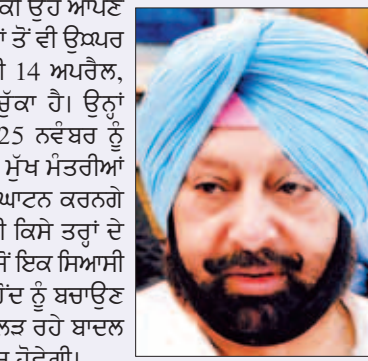 ਕੀ ਉਹ ਆਪਣੇ
ਤੋਂ ਵੀ ਉਪਰ
14 ਅਪਰੈਲ,
ਚੁੱਕਾ ਹੈ। ਉਨ੍ਹਾਂ
25 ਨਵੰਬਰ ਨੂੰ
ਮੁੱਖ ਮੰਤਰੀਆਂ
ਘਾਟਨ ਕਰਨਗੇ
ਕਿਸੇ ਤਰ੍ਹਾਂ ਦੇ
ਇਕ ਸਿਆਸੀ
ਹੋਂਦ ਨੂੰ ਬਚਾਉਣ
ਲੜ ਰਹੇ ਬਾਦਲ
ਹੋਵੇਗੀ।